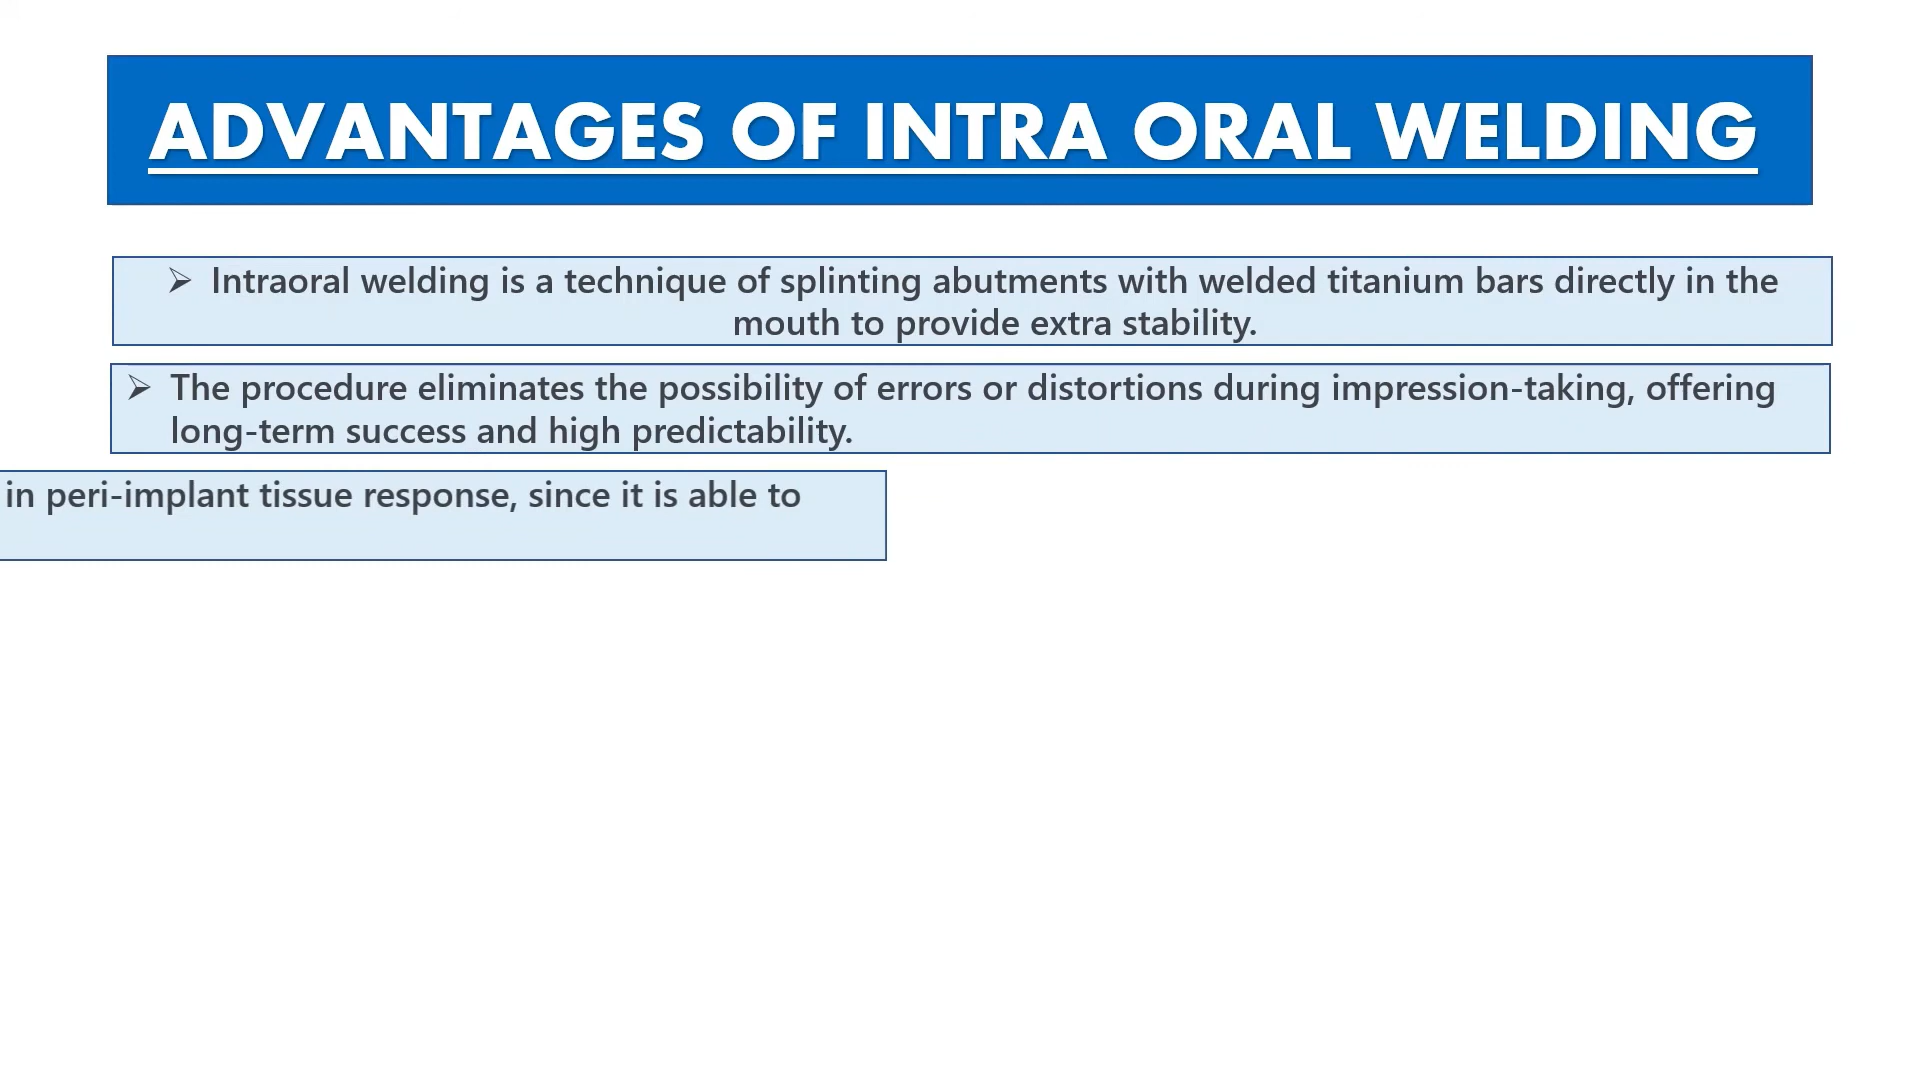 ADVANTAGES OF INTRA ORAL WELDING
➢ Intraoral welding is a technique of splinting abutments with welded titanium bars directly in the
mouth to provide extra stability.
➢ The procedure eliminates the possibility of errors or distortions during impression-taking, offering
long-term success and high predictability.
in peri-implant tissue response, since it is able to